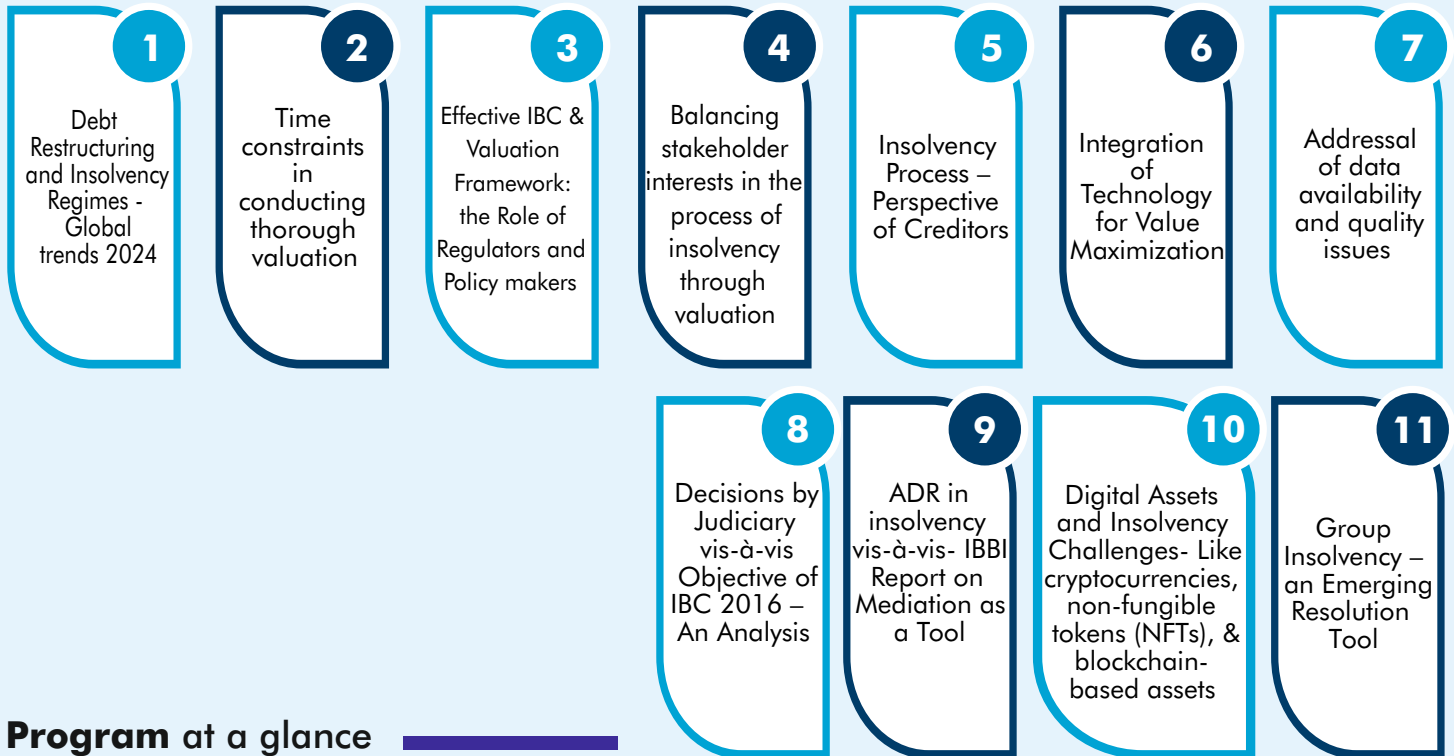 1
Debt
Restructuring
and Insolvency
Regimes -
Global
trends 2024
2
Time
constraints
in
conducting
thorough
valuation
3
Effective IBC &
Valuation
Framework:
the Role of
Regulators and
Policy makers
4
Balancing
stakeholder
interests in the
process of
insolvency
through
valuation
5
Insolvency
Process –
Perspective
of Creditors
6
Integration
of
Technology
for Value
Maximization
7
Addressal
of data
availability
and quality
issues
8
Decisions by
Judiciary
vis-à-vis
Objective of
IBC 2016 –
An Analysis
9
ADR in
insolvency
vis-à-vis- IBBI
Report on
Mediation as
a Tool
10
Digital Assets
and Insolvency
Challenges- Like
cryptocurrencies,
non-fungible
tokens (NFTs), &
blockchain-
based assets
11
Group
Insolvency –
an Emerging
Resolution
Tool
Program at a glance